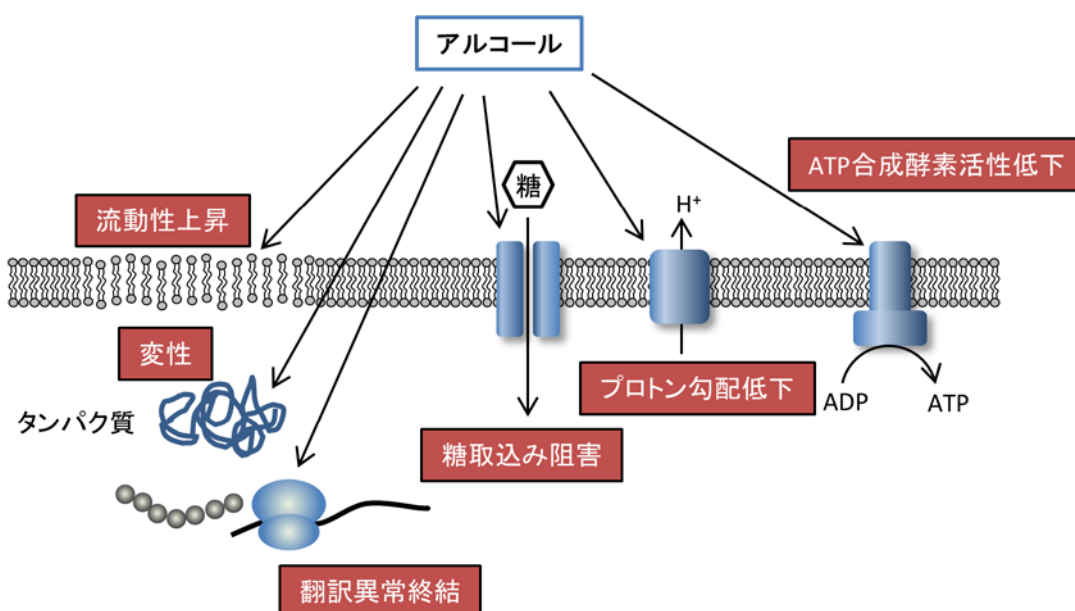 アルコール
ATP合成酵素活性低下
糖
流動性上昇
H⁺
変性
プロトン勾配低下
ADP
ATP
タンパク質
糖取込み阻害
翻訳異常終結